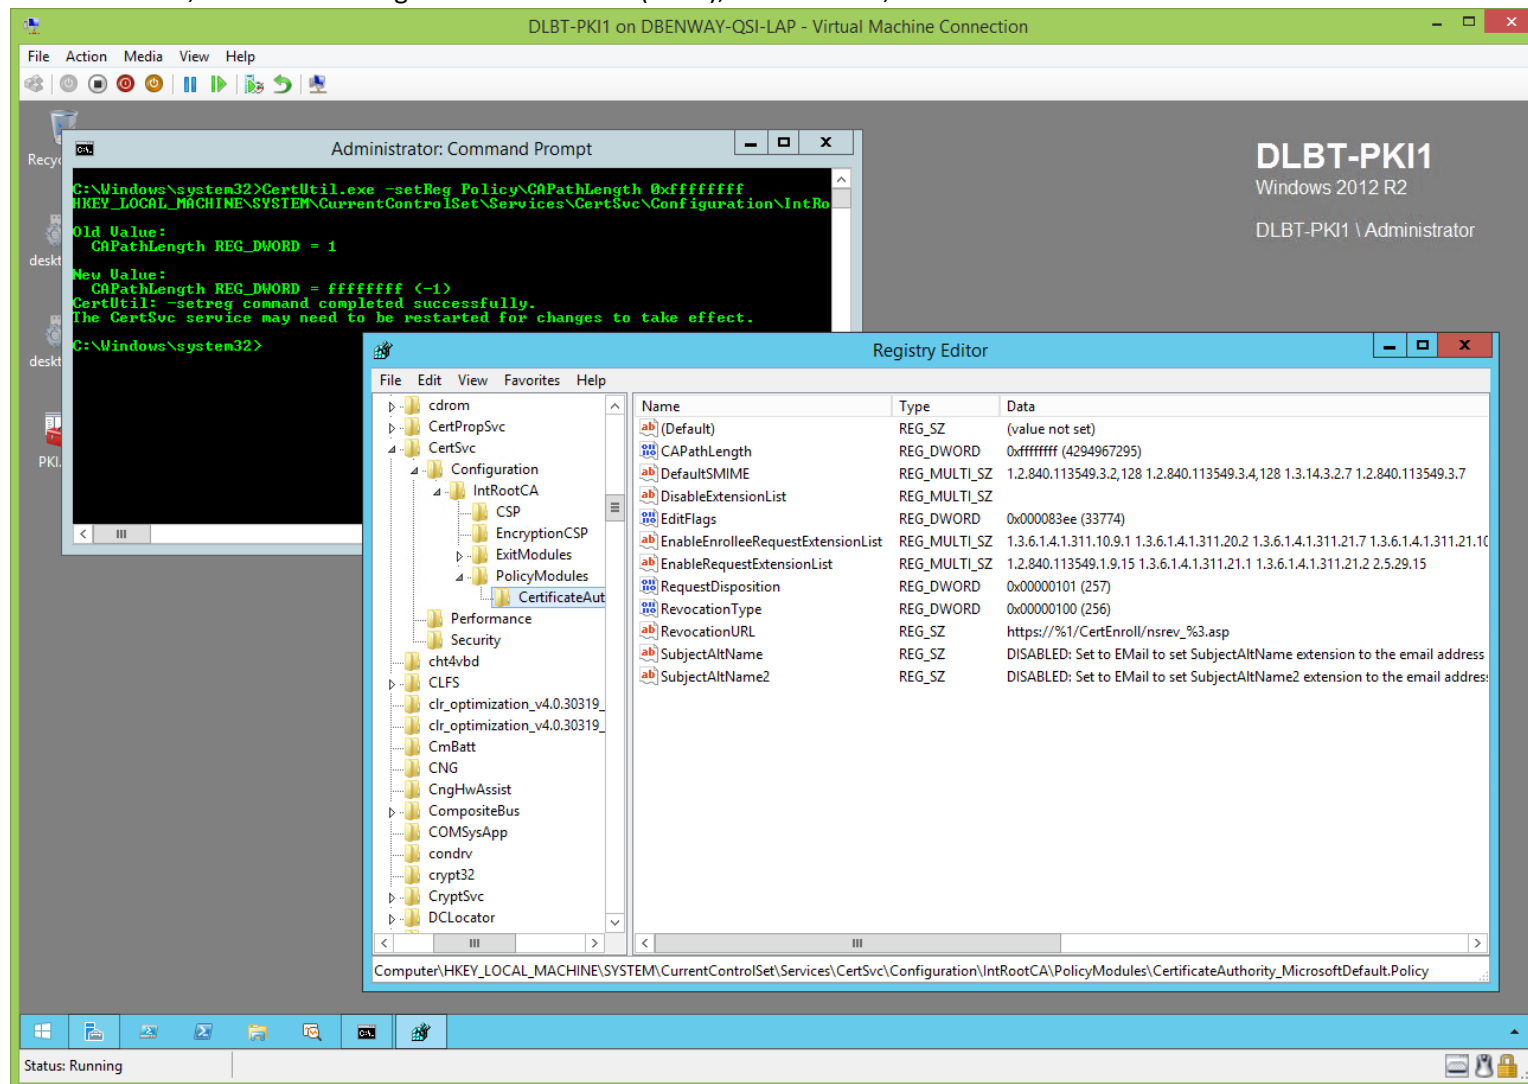 DLBT-PKI1 on DBENWAY-QSI-LAP - Virtual Machine Connection
File Action Media View Help
DLBT-PKI1
Windows 2012 R2
DLBT-PKI1 \ Administrator
Administrator: Command Prompt
C:\Windows\system32>CertUtil.exe -setReg Policy\CAPathLength 0xffffffff
HKEY_LOCAL_MACHINE\SYSTEM\CurrentControlSet\Services\CertSvc\Configuration\IntRo
Old Value:
CAPathLength REG_DWORD = 1
New Value:
CAPathLength REG_DWORD = ffffffff (-1)
CertUtil: -setreg command completed successfully.
The CertSvc service may need to be restarted for changes to take effect.
C:\Windows\system32>
Recy
deskt
deskt
PKI.
Registry Editor
File Edit View Favorites Help
cdrom
CertPropSvc
CertSvc
Configuration
IntRootCA
CSP
EncryptionCSP
ExitModules
PolicyModules
CertificateAut
Performance
Security
cht4vbd
CLFS
clr_optimization_v4.0.30319_
clr_optimization_v4.0.30319_
CmBatt
CNG
CngHwAssist
CompositeBus
COMSysApp
condrv
crypt32
CryptSvc
DCLocator
Name Type Data
(Default) REG_SZ (value not set)
CAPathLength REG_DWORD 0xffffffff (4294967295)
DefaultSMIME REG_MULTI_SZ 1.2.840.113549.3.2,128 1.2.840.113549.3.4,128 1.3.14.3.2.7 1.2.840.113549.3.7
DisableExtensionList REG_MULTI_SZ
EditFlags REG_DWORD 0x000083ee (33774)
EnableEnrolleeRequestExtensionList REG_MULTI_SZ 1.3.6.1.4.1.311.10.9.1 1.3.6.1.4.1.311.20.2 1.3.6.1.4.1.311.21.7 1.3.6.1.4.1.311.21.10
EnableRequestExtensionList REG_MULTI_SZ 1.2.840.113549.1.9.15 1.3.6.1.4.1.311.21.1 1.3.6.1.4.1.311.21.2 2.5.29.15
RequestDisposition REG_DWORD 0x00000101 (257)
RevocationType REG_DWORD 0x00000100 (256)
RevocationURL REG_SZ https://%1/CertEnroll/nsrev_%3.asp
SubjectAltName REG_SZ DISABLED: Set to EMail to set SubjectAltName extension to the email address
SubjectAltName2 REG_SZ DISABLED: Set to EMail to set SubjectAltName2 extension to the email address
Computer\HKEY_LOCAL_MACHINE\SYSTEM\CurrentControlSet\Services\CertSvc\Configuration\IntRootCA\PolicyModules\CertificateAuthority_MicrosoftDefault.Policy
Status: Running